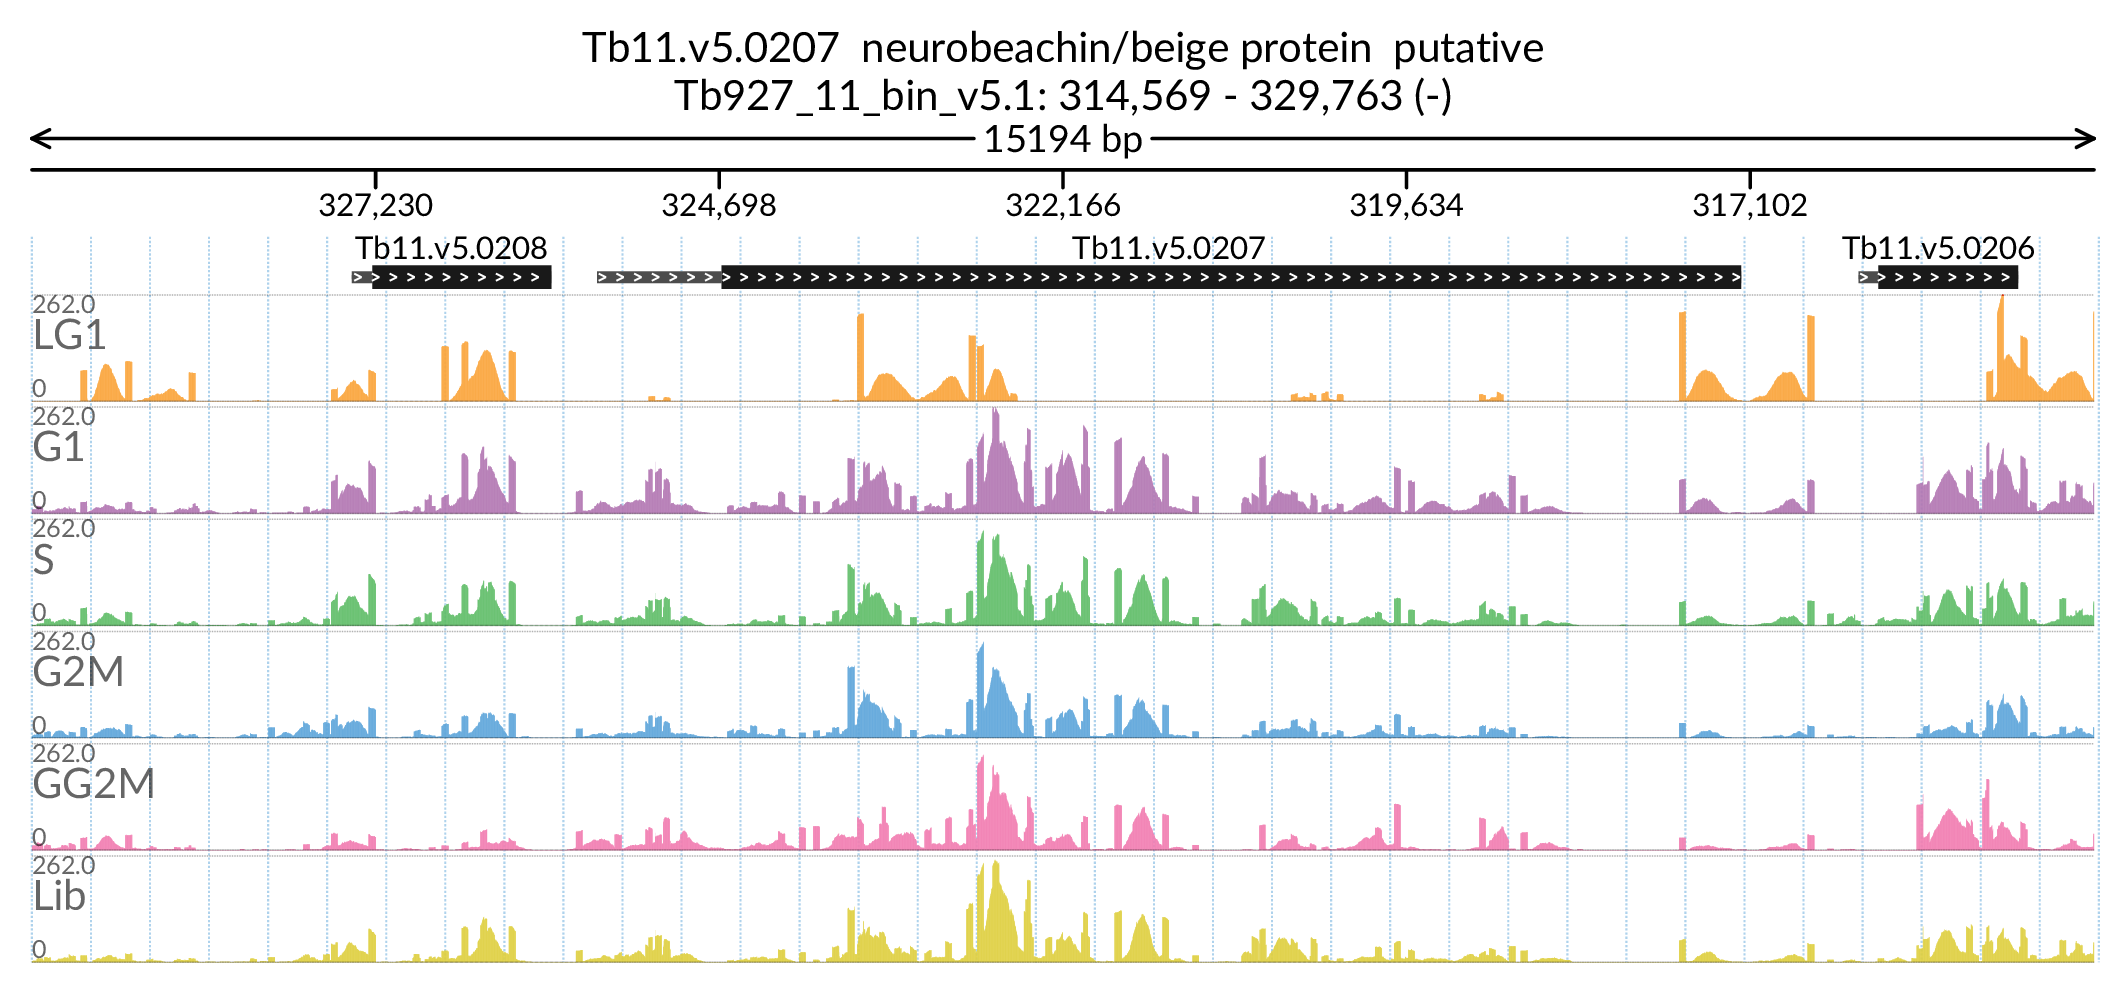 Tb11.v5.0207 neurobeachin/beige protein putative
Tb927_11_bin_v5.1: 314,569 - 329,763 (-)
15194 bp
327,230 324,698 322,166 319,634 317,102
Tb11.v5.0208 Tb11.v5.0207 Tb11.v5.0206
262.0
LG1
0
262.0
G1
0
262.0
S
0
262.0
G2M
0
262.0
GG2M
0
262.0
Lib
0